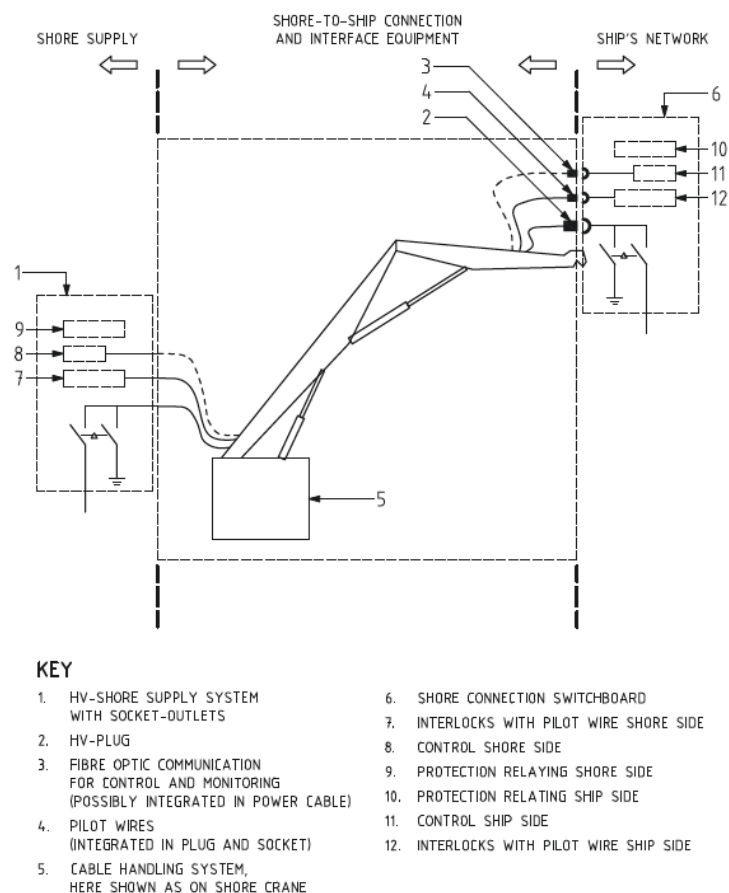 SHORE SUPPLY
SHORE-TO-SHIP CONNECTION
AND INTERFACE EQUIPMENT
SHIP'S NETWORK
3
4
2
6
10
11
12
1
9
8
7
5
KEY
1. HV-SHORE SUPPLY SYSTEM
WITH SOCKET-OUTLETS
2. HV-PLUG
3. FIBRE OPTIC COMMUNICATION
FOR CONTROL AND MONITORING
(POSSIBLY INTEGRATED IN POWER CABLE)
4. PILOT WIRES
(INTEGRATED IN PLUG AND SOCKET)
5. CABLE HANDLING SYSTEM,
HERE SHOWN AS ON SHORE CRANE
6. SHORE CONNECTION SWITCHBOARD
7. INTERLOCKS WITH PILOT WIRE SHORE SIDE
8. CONTROL SHORE SIDE
9. PROTECTION RELAYING SHORE SIDE
10. PROTECTION RELATING SHIP SIDE
11. CONTROL SHIP SIDE
12. INTERLOCKS WITH PILOT WIRE SHIP SIDE